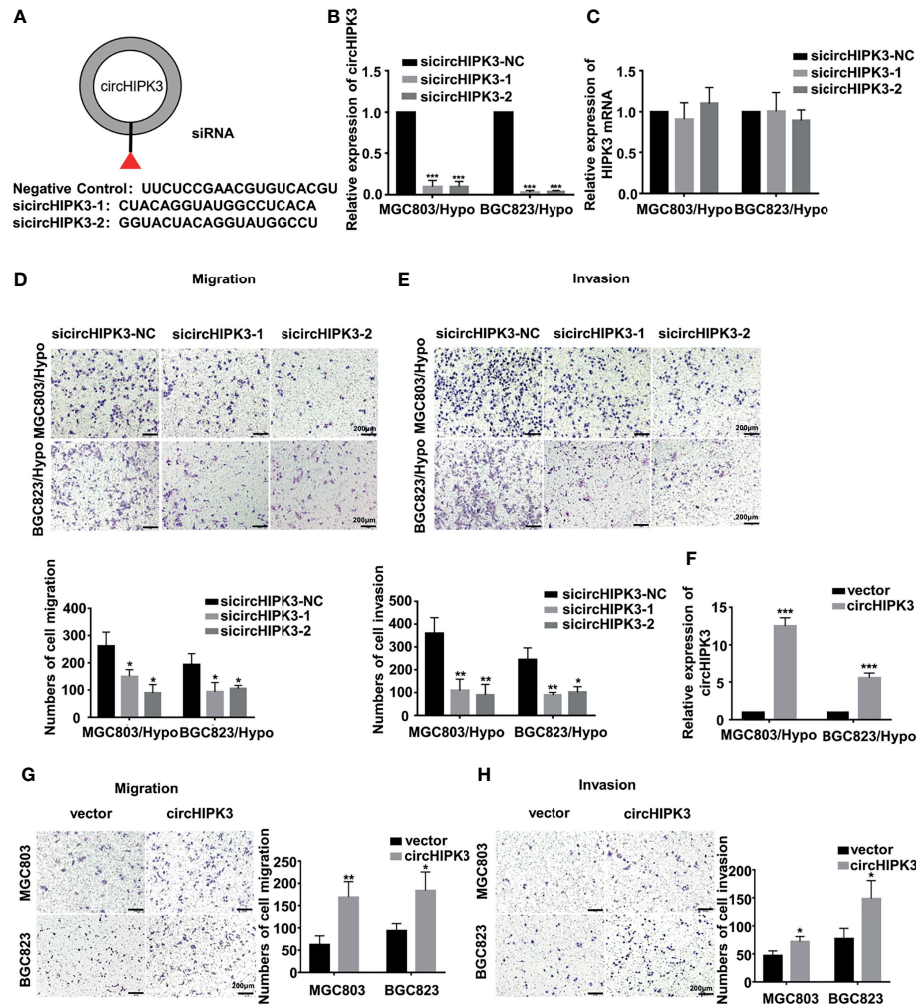 A
circHIPK3
siRNA
Negative Control: UUCUCCGAACGUGUCACGU
sicircHIPK3-1: CUACAGGUAUGGCCUCACA
sicircHIPK3-2: GGUACUACAGGUAUGGCCU
B
Relative expression of circHIPK3
sicircHIPK3-NC
sicircHIPK3-1
sicircHIPK3-2
1.5
1.0
0.5
0.0
*** *** *** ***
MGC803/Hypo BGC823/Hypo
C
Relative expression of
HIPK3 mRNA
sicircHIPK3-NC
sicircHIPK3-1
sicircHIPK3-2
1.5
1.0
0.5
0.0
MGC803/Hypo BGC823/Hypo
D
Migration
sicircHIPK3-NC sicircHIPK3-1 sicircHIPK3-2
MGC803/Hypo
200μm
BGC823/Hypo
200μm
Numbers of cell migration
sicircHIPK3-NC
sicircHIPK3-1
sicircHIPK3-2
400
300
200
100
0
* * * *
MGC803/Hypo BGC823/Hypo
E
Invasion
sicircHIPK3-NC sicircHIPK3-1 sicircHIPK3-2
MGC803/Hypo
200μm
BGC823/Hypo
200μm
Numbers of cell invasion
sicircHIPK3-NC
sicircHIPK3-1
sicircHIPK3-2
500
400
300
200
100
0
** ** ** *
MGC803/Hypo BGC823/Hypo
F
Relative expression of
circHIPK3
vector
circHIPK3
15
10
5
0
*** ***
MGC803/Hypo BGC823/Hypo
G
Migration
vector circHIPK3
MGC803
BGC823
200μm
Numbers of cell migration
vector
circHIPK3
250
200
150
100
50
0
** *
MGC803 BGC823
H
Invasion
vector circHIPK3
MGC803
BGC823
200μm
Numbers of cell invasion
vector
circHIPK3
200
150
100
50
0
* *
MGC803 BGC823